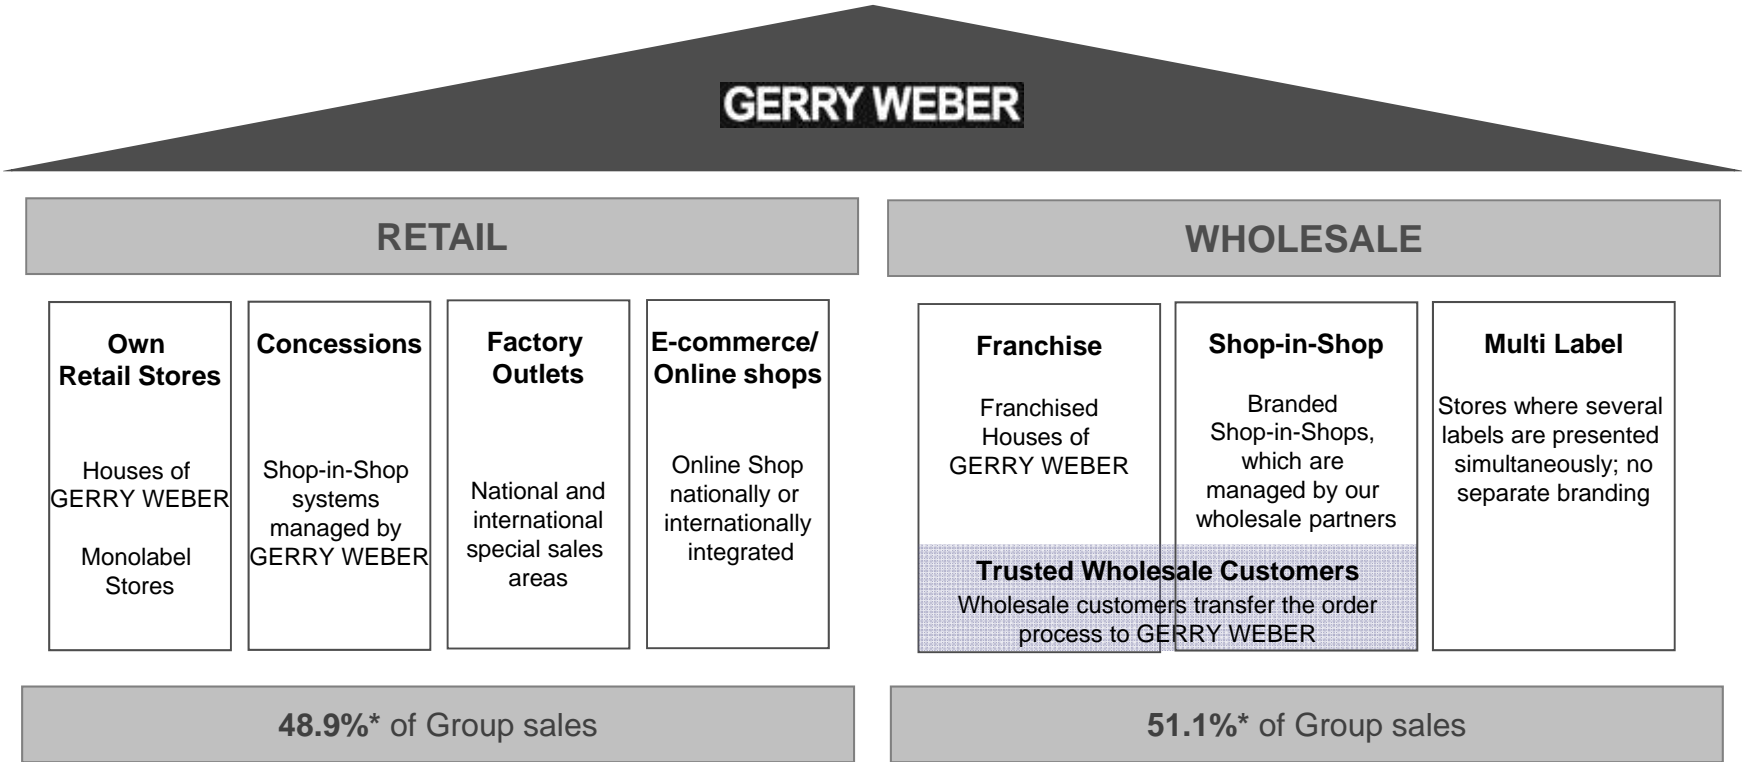 GERRY WEBER
RETAIL
WHOLESALE
Own
Retail Stores
Houses of
GERRY WEBER
Monolabel
Stores
Concessions
Shop-in-Shop
systems
managed by
GERRY WEBER
Factory
Outlets
National and
international
special sales
areas
E-commerce/
Online shops
Online Shop
nationally or
internationally
integrated
Franchise
Franchised
Houses of
GERRY WEBER
Shop-in-Shop
Branded
Shop-in-Shops,
which are
managed by our
wholesale partners
Trusted Wholesale Customers
Wholesale customers transfer the order
process to GERRY WEBER
Multi Label
Stores where several
labels are presented
simultaneously; no
separate branding
48.9%* of Group sales
51.1%* of Group sales